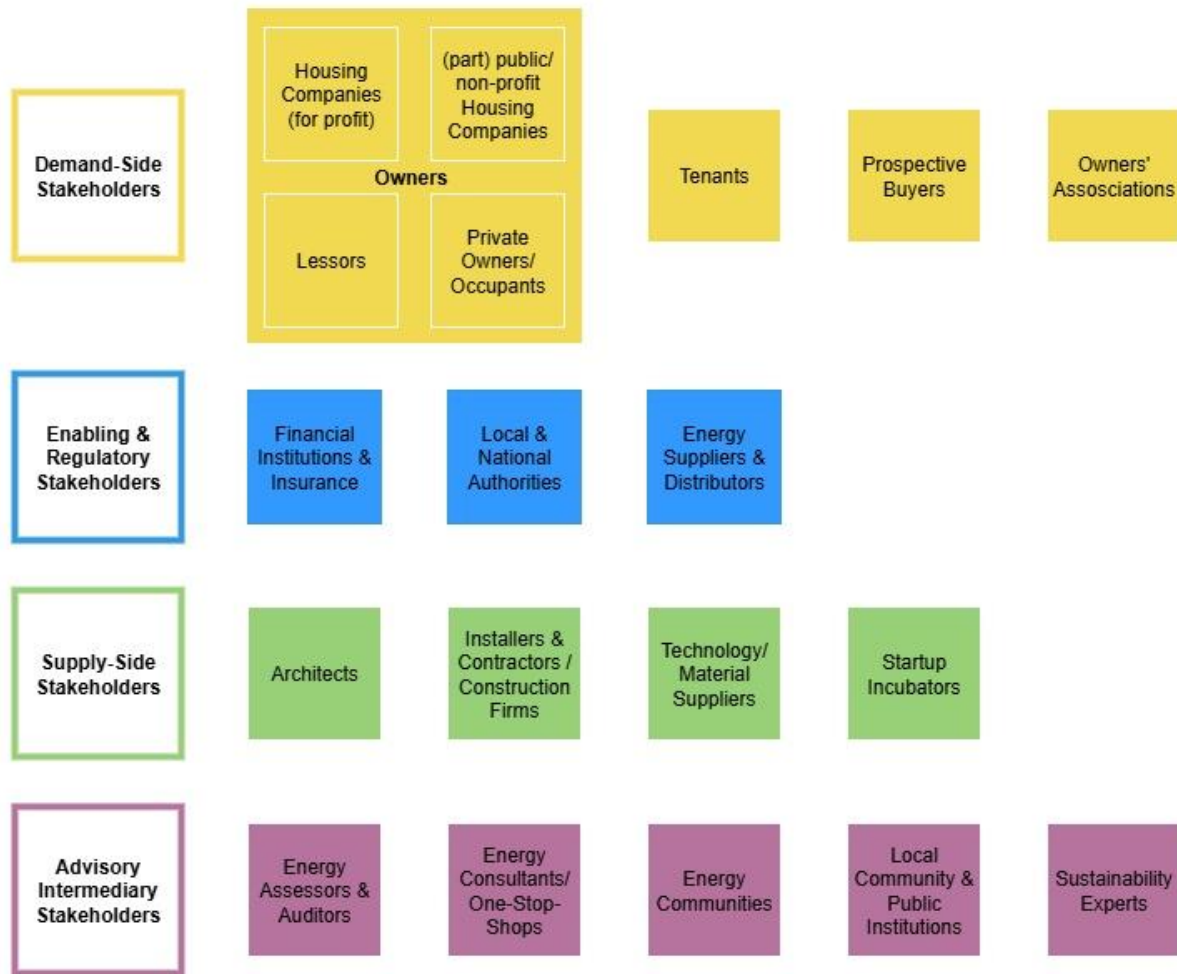 Demand-Side
Stakeholders
Housing
Companies
(for profit)
(part) public/
non-profit
Housing
Companies
Owners
Lessors
Private
Owners/
Occupants
Tenants
Prospective
Buyers
Owners'
Assosciations
Enabling &
Regulatory
Stakeholders
Financial
Institutions &
Insurance
Local &
National
Authorities
Energy
Suppliers &
Distributors
Supply-Side
Stakeholders
Architects
Installers &
Contractors /
Construction
Firms
Technology/
Material
Suppliers
Startup
Incubators
Advisory
Intermediary
Stakeholders
Energy
Assessors &
Auditors
Energy
Consultants/
One-Stop-
Shops
Energy
Communities
Local
Community &
Public
Institutions
Sustainability
Experts